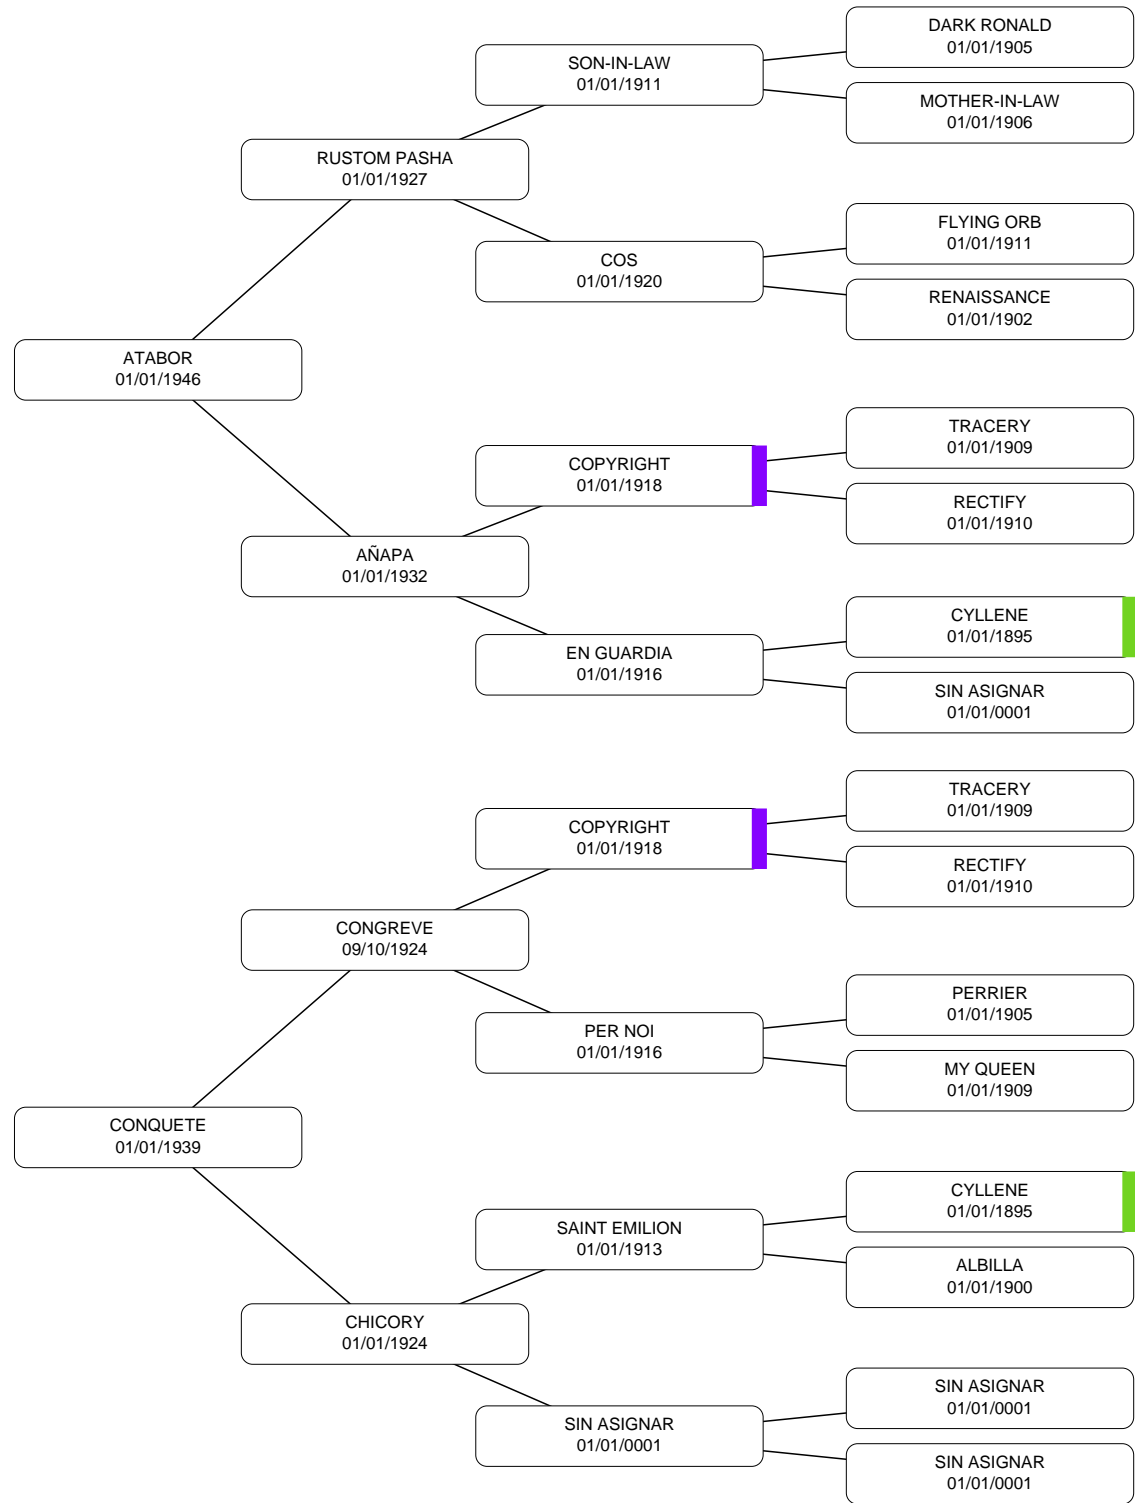 DARK RONALD
01/01/1905
SON-IN-LAW
01/01/1911
MOTHER-IN-LAW
01/01/1906
RUSTOM PASHA
01/01/1927
FLYING ORB
01/01/1911
COS
01/01/1920
RENAISSANCE
01/01/1902
ATABOR
01/01/1946
TRACERY
01/01/1909
COPYRIGHT
01/01/1918
RECTIFY
01/01/1910
AÑAPA
01/01/1932
CYLLENE
01/01/1895
EN GUARDIA
01/01/1916
SIN ASIGNAR
01/01/0001
TRACERY
01/01/1909
COPYRIGHT
01/01/1918
RECTIFY
01/01/1910
CONGREVE
09/10/1924
PERRIER
01/01/1905
PER NOI
01/01/1916
MY QUEEN
01/01/1909
CONQUETE
01/01/1939
CYLLENE
01/01/1895
SAINT EMILION
01/01/1913
ALBILLA
01/01/1900
CHICORY
01/01/1924
SIN ASIGNAR
01/01/0001
SIN ASIGNAR
01/01/0001
SIN ASIGNAR
01/01/0001